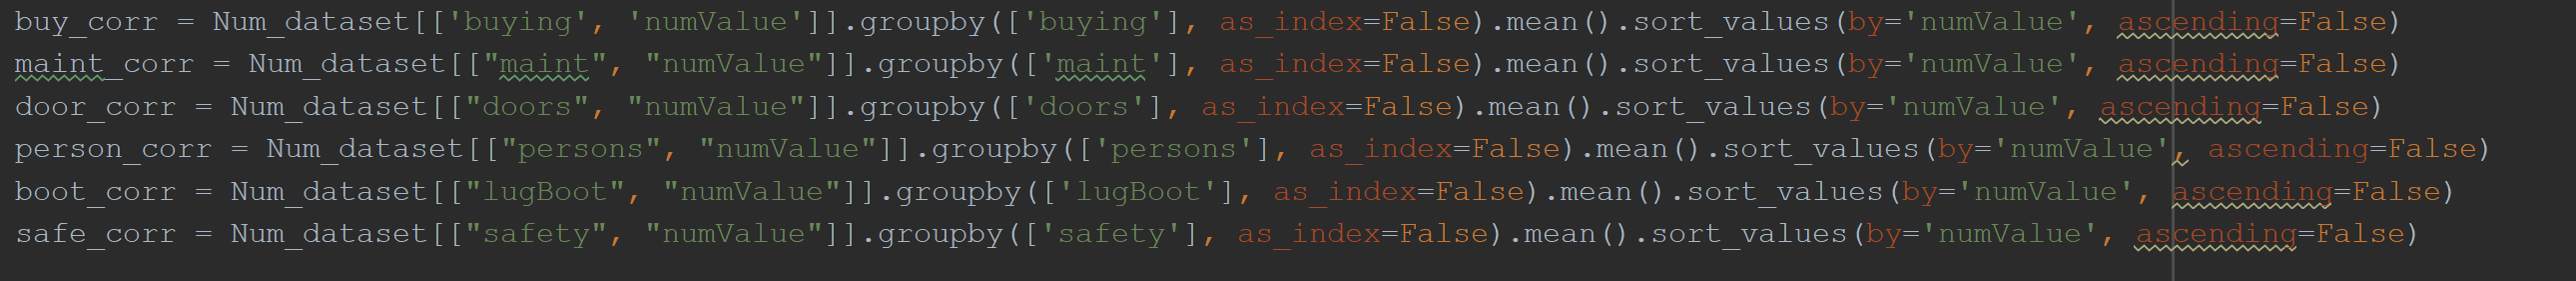 buy_corr = Num_dataset[['buying', 'numValue']].groupby(['buying'], as_index=False).mean().sort_values(by='numValue', ascending=False)
maint_corr = Num_dataset[["maint", "numValue"]].groupby(['maint'], as_index=False).mean().sort_values(by='numValue', ascending=False)
door_corr = Num_dataset[["doors", "numValue"]].groupby(['doors'], as_index=False).mean().sort_values(by='numValue', ascending=False)
person_corr = Num_dataset[["persons", "numValue"]].groupby(['persons'], as_index=False).mean().sort_values(by='numValue', ascending=False)
boot_corr = Num_dataset[["lugBoot", "numValue"]].groupby(['lugBoot'], as_index=False).mean().sort_values(by='numValue', ascending=False)
safe_corr = Num_dataset[["safety", "numValue"]].groupby(['safety'], as_index=False).mean().sort_values(by='numValue', ascending=False)